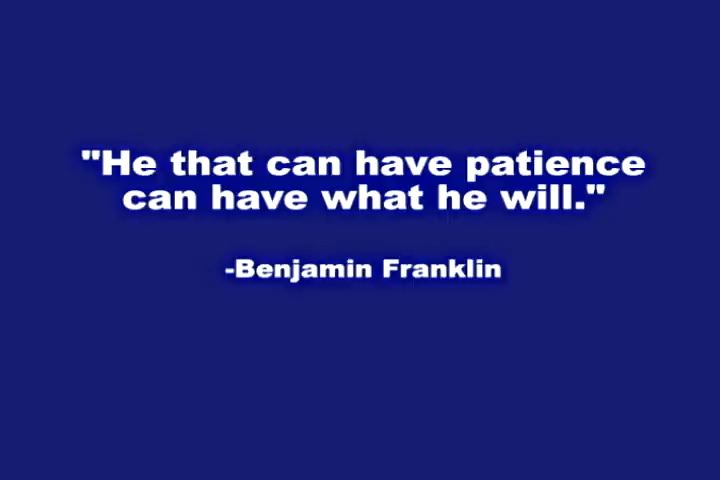 "He that can have patience
can have what he will."
-Benjamin Franklin